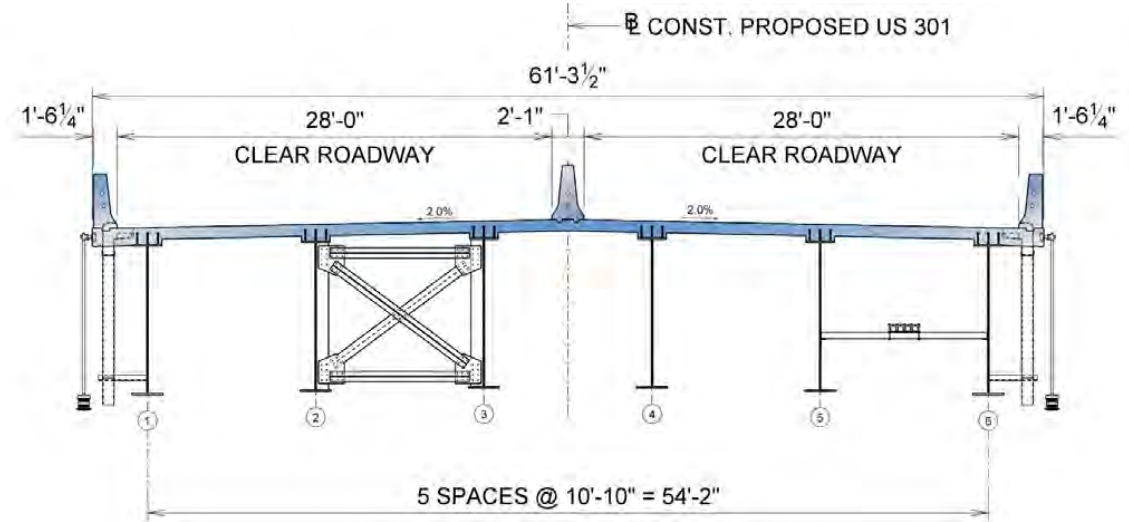 ℄ CONST. PROPOSED US 301
61'-3½"
1'-6¼" 28'-0" 2'-1" 28'-0" 1'-6¼"
CLEAR ROADWAY CLEAR ROADWAY
2.0% 2.0%
1 2 3 4 5 6
5 SPACES @ 10'-10" = 54'-2"